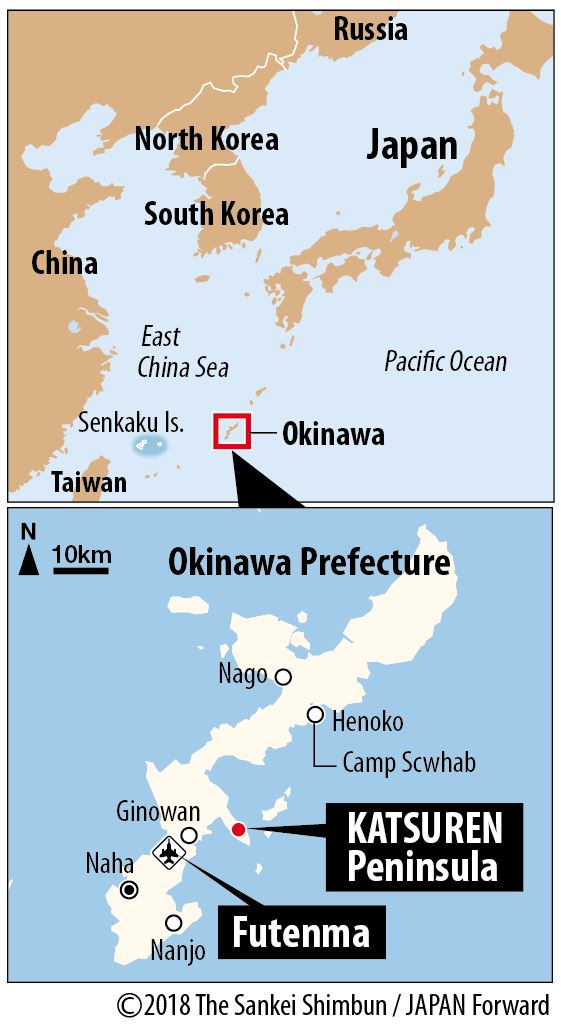 Russia
North Korea
Japan
South Korea
China
East
China Sea
Pacific Ocean
Senkaku Is.
Okinawa
Taiwan
N
10km
Okinawa Prefecture
Nago
Henoko
Camp Scwhab
Ginowan
KATSUREN
Peninsula
Naha
Futenma
Nanjo
©2018 The Sankei Shimbun / JAPAN Forward